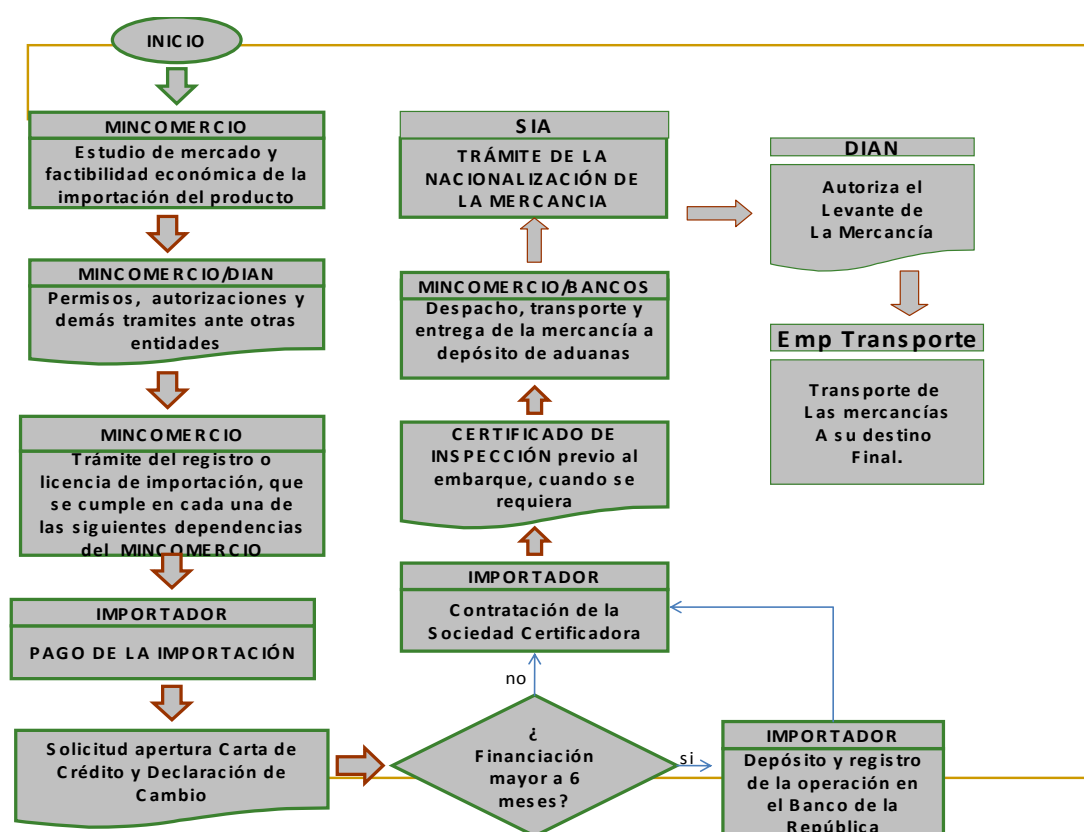 INICIO
MINCOMERCIO
Estudio de mercado y
factibilidad económica de la
importación del producto
MINCOMERCIO/DIAN
Permisos, autorizaciones y
demás tramites ante otras
entidades
MINCOMERCIO
Trámite del registro o
licencia de importación, que
se cumple en cada una de
las siguientes dependencias
del MINCOMERCIO
IMPORTADOR
PAGO DE LA IMPORTACIÓN
Solicitud apertura Carta de
Crédito y Declaración de
Cambio
¿
Financiación
mayor a 6
meses?
no
si
IMPORTADOR
Depósito y registro
de la operación en
el Banco de la
República
IMPORTADOR
Contratación de la
Sociedad Certificadora
CERTIFICADO DE
INSPECCIÓN previo al
embarque, cuando se
requiera
MINCOMERCIO/BANCOS
Despacho, transporte y
entrega de la mercancía a
depósito de aduanas
SIA
TRÁMITE DE LA
NACIONALIZACIÓN DE
LA MERCANCIA
DIAN
Autoriza el
Levante de
La Mercancía
Emp Transporte
Transporte de
Las mercancías
A su destino
Final.